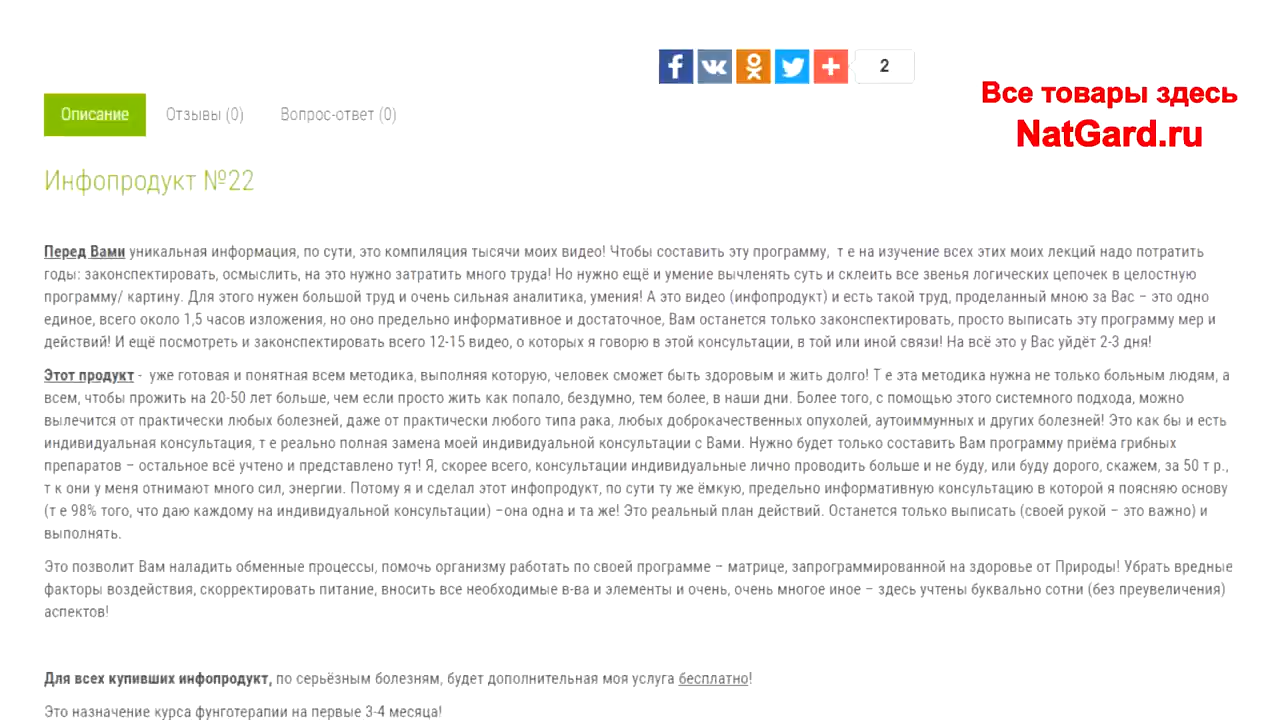 2
Все товары здесь
NatGard.ru
Описание Отзывы (0) Вопрос-ответ (0)
Инфопродукт №22
Перед Вами уникальная информация, по сути, это компиляция тысячи моих видео! Чтобы составить эту программу, т е на изучение всех этих моих лекций надо потратить
годы: законспектировать, осмыслить, на это нужно затратить много труда! Но нужно ещё и умение вычленять суть и склеить все звенья логических цепочек в целостную
программу/ картину. Для этого нужен большой труд и очень сильная аналитика, умения! А это видео (инфопродукт) и есть такой труд, проделанный мною за Вас – это одно
единое, всего около 1,5 часов изложения, но оно предельно информативное и достаточное, Вам останется только законспектировать, просто выписать эту программу мер и
действий! И ещё посмотреть и законспектировать всего 12-15 видео, о которых я говорю в этой консультации, в той или иной связи! На всё это у Вас уйдёт 2-3 дня!
Этот продукт - уже готовая и понятная всем методика, выполняя которую, человек сможет быть здоровым и жить долго! Т е эта методика нужна не только больным людям, а
всем, чтобы прожить на 20-50 лет больше, чем если просто жить как попало, бездумно, тем более, в наши дни. Более того, с помощью этого системного подхода, можно
вылечится от практически любых болезней, даже от практически любого типа рака, любых доброкачественных опухолей, аутоиммунных и других болезней! Это как бы и есть
индивидуальная консультация, т е реально полная замена моей индивидуальной консультации с Вами. Нужно будет только составить Вам программу приёма грибных
препаратов – остальное всё учтено и представлено тут! Я, скорее всего, консультации индивидуальные лично проводить больше и не буду, или буду дорого, скажем, за 50 т р.,
т к они у меня отнимают много сил, энергии. Потому я и сделал этот инфопродукт, по сути ту же ёмкую, предельно информативную консультацию в которой я поясняю основу
(т е 98% того, что даю каждому на индивидуальной консультации) –она одна и та же! Это реальный план действий. Останется только выписать (своей рукой – это важно) и
выполнять.
Это позволит Вам наладить обменные процессы, помочь организму работать по своей программе – матрице, запрограммированной на здоровье от Природы! Убрать вредные
факторы воздействия, скорректировать питание, вносить все необходимые в-ва и элементы и очень, очень многое иное – здесь учтены буквально сотни (без преувеличения)
аспектов!
Для всех купивших инфопродукт, по серьёзным болезням, будет дополнительная моя услуга бесплатно!
Это назначение курса фунготерапии на первые 3-4 месяца!